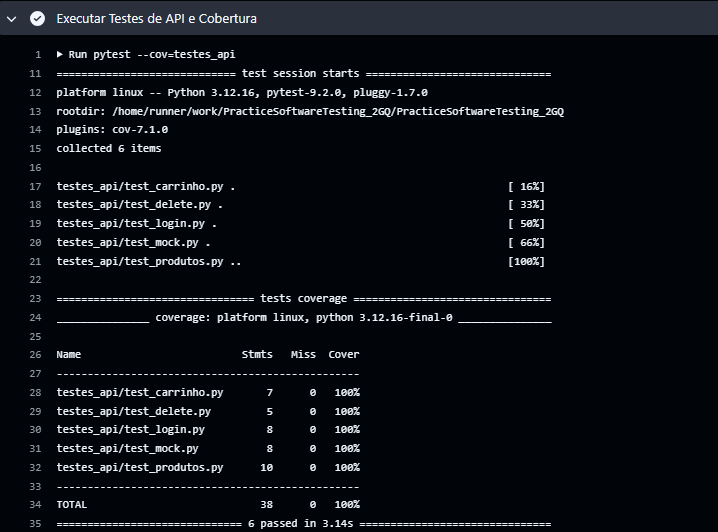 Executar Testes de API e Cobertura
1 ▶ Run pytest --cov=testes_api
11 ============================= test session starts ==============================
12 platform linux -- Python 3.12.16, pytest-9.2.0, pluggy-1.7.0
13 rootdir: /home/runner/work/PracticeSoftwareTesting_2GQ/PracticeSoftwareTesting_2GQ
14 plugins: cov-7.1.0
15 collected 6 items
16
17 testes_api/test_carrinho.py . [ 16%]
18 testes_api/test_delete.py . [ 33%]
19 testes_api/test_login.py . [ 50%]
20 testes_api/test_mock.py . [ 66%]
21 testes_api/test_produtos.py .. [100%]
22
23 ================================ tests coverage ================================
24 _______________ coverage: platform linux, python 3.12.16-final-0 _______________
25
26 Name Stmts Miss Cover
27 -------------------------------------------------
28 testes_api/test_carrinho.py 7 0 100%
29 testes_api/test_delete.py 5 0 100%
30 testes_api/test_login.py 8 0 100%
31 testes_api/test_mock.py 8 0 100%
32 testes_api/test_produtos.py 10 0 100%
33 -------------------------------------------------
34 TOTAL 38 0 100%
35 ============================== 6 passed in 3.14s ===============================